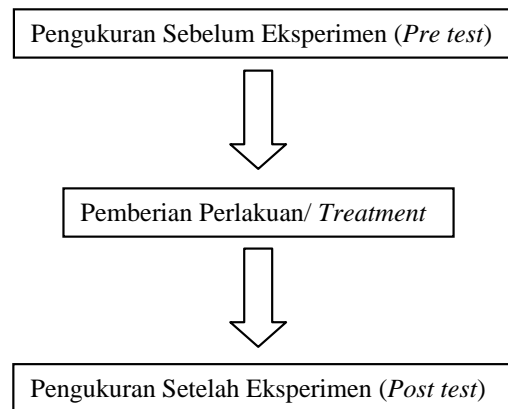 Pengukuran Sebelum Eksperimen (Pre test)
Pemberian Perlakuan/ Treatment
Pengukuran Setelah Eksperimen (Post test)